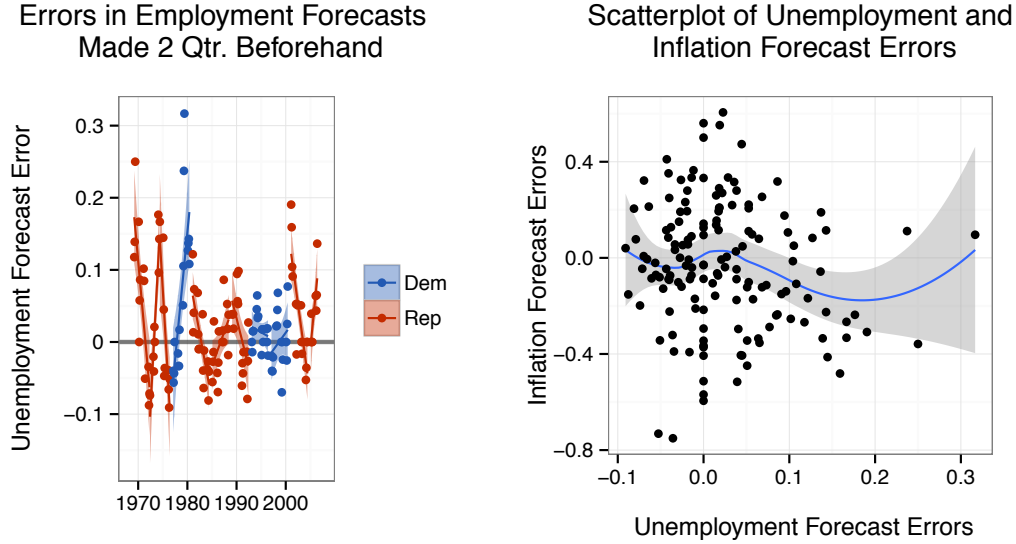 Errors in Employment Forecasts
Made 2 Qtr. Beforehand
Unemployment Forecast Error
0.3
0.2
0.1
0
−0.1
1970 1980 1990 2000
Dem
Rep
Scatterplot of Unemployment and
Inflation Forecast Errors
Inflation Forecast Errors
0.4
0.0
−0.4
−0.8
−0.1 0.0 0.1 0.2 0.3
Unemployment Forecast Errors